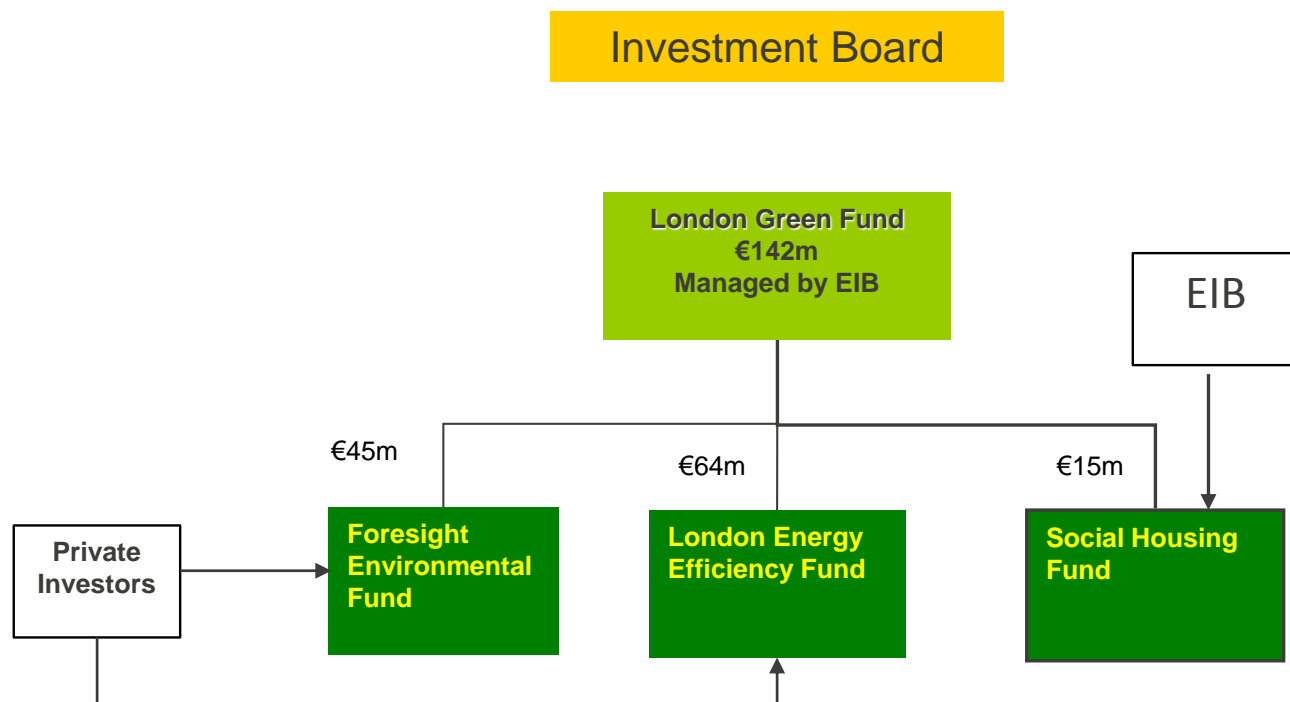 Investment Board
London Green Fund
€142m
Managed by EIB
EIB
€45m
€64m
€15m
Private
Investors
Foresight
Environmental
Fund
London Energy
Efficiency Fund
Social Housing
Fund